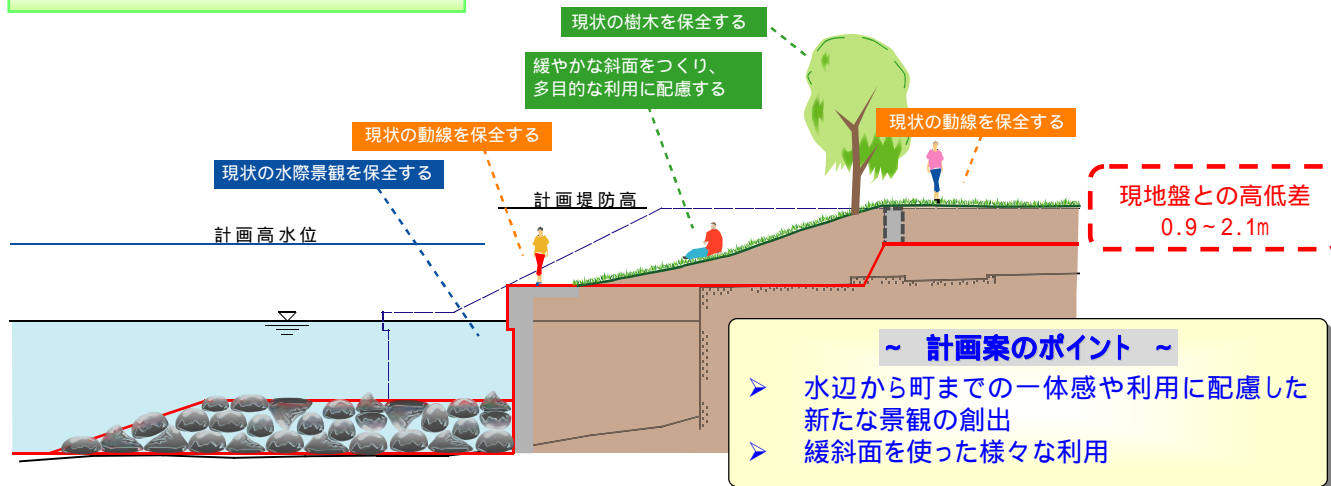 現状の樹木を保全する
緩やかな斜面をつくり、
多目的な利用に配慮する
現状の動線を保全する
現状の動線を保全する
現状の水際景観を保全する
計画堤防高
計画高水位
現地盤との高低差
0.9~2.1m
~ 計画案のポイント ~
➢ 水辺から町までの一体感や利用に配慮した
新たな景観の創出
➢ 緩斜面を使った様々な利用